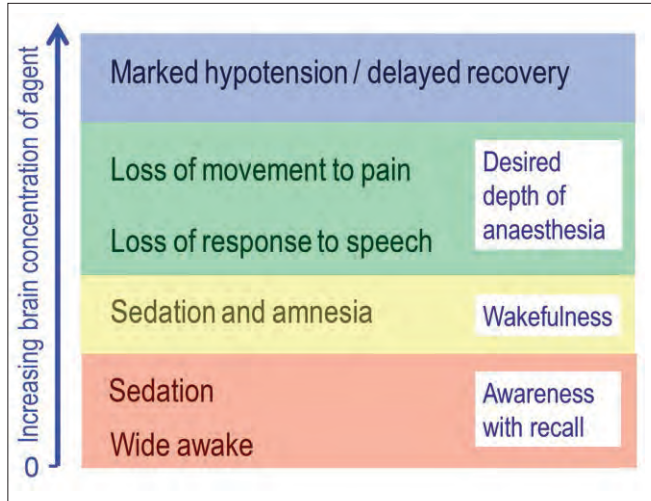 Increasing brain concentration of agent
0
Marked hypotension / delayed recovery
Loss of movement to pain
Loss of response to speech
Desired
depth of
anaesthesia
Sedation and amnesia
Wakefulness
Sedation
Wide awake
Awareness
with recall